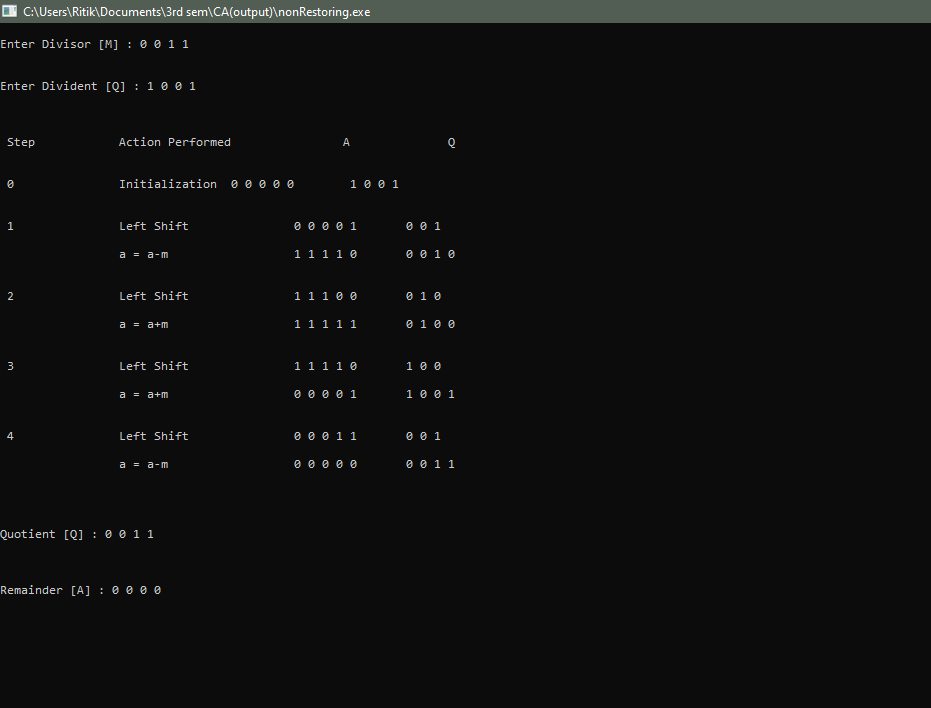 C:\Users\Ritik\Documents\3rd sem\CA(output)\nonRestoring.exe
Enter Divisor [M] : 0 0 1 1
Enter Divident [Q] : 1 0 0 1
Step Action Performed A Q
0 Initialization 0 0 0 0 0 1 0 0 1
1 Left Shift 0 0 0 0 1 0 0 1
a = a-m 1 1 1 1 0 0 0 1 0
2 Left Shift 1 1 1 0 0 0 1 0
a = a+m 1 1 1 1 1 0 1 0 0
3 Left Shift 1 1 1 1 0 1 0 0
a = a+m 0 0 0 0 1 1 0 0 1
4 Left Shift 0 0 0 1 1 0 0 1
a = a-m 0 0 0 0 0 0 0 1 1
Quotient [Q] : 0 0 1 1
Remainder [A] : 0 0 0 0